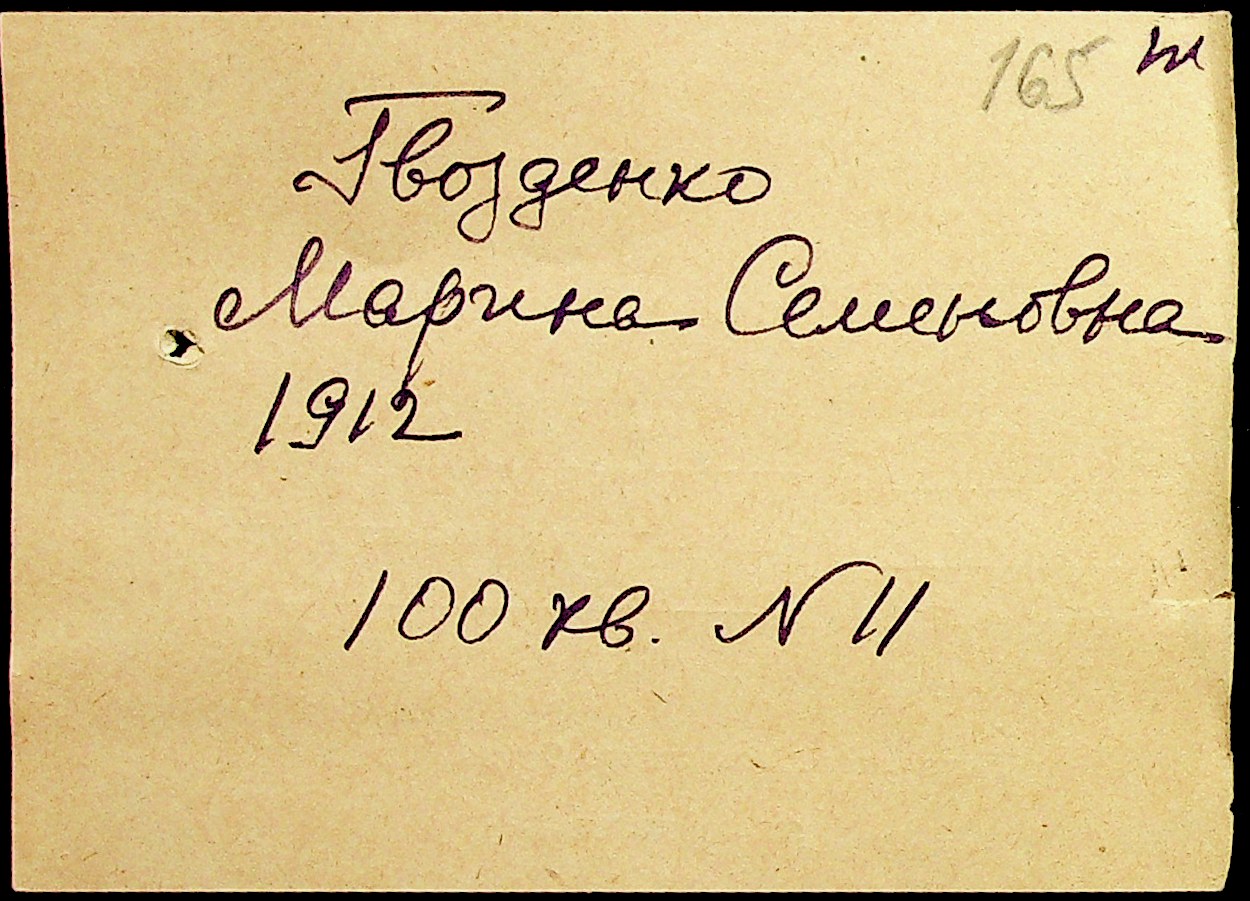 165
Гвозденко
Марина Семеновна
1912
100 кв. N 11